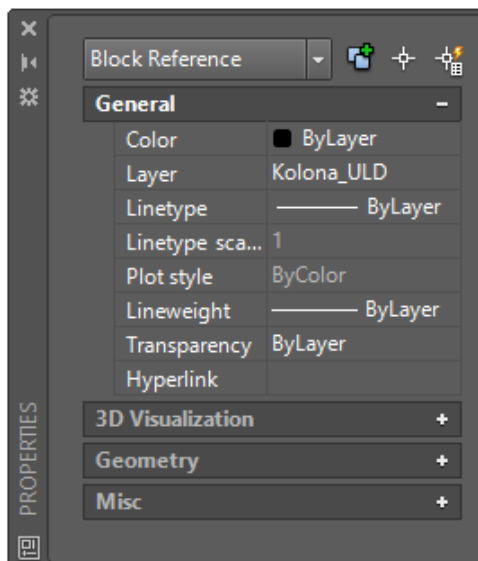 Block Reference
General
Color ByLayer
Layer Kolona_ULD
Linetype ByLayer
Linetype sca... 1
Plot style ByColor
Lineweight ByLayer
Transparency ByLayer
Hyperlink
3D Visualization
Geometry
Misc
PROPERTIES